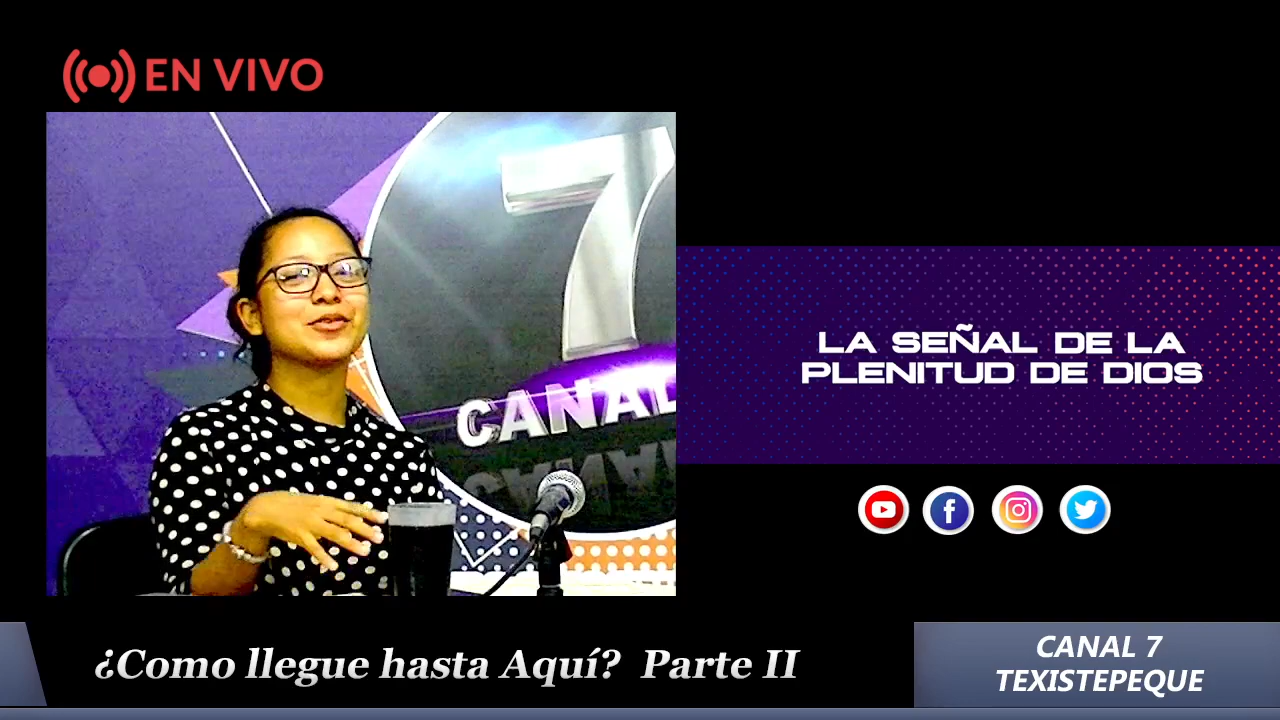 EN VIVO
7
CANAL
LA SEÑAL DE LA
PLENITUD DE DIOS
¿Como llegue hasta Aquí? Parte II
CANAL 7
TEXISTEPEQUE